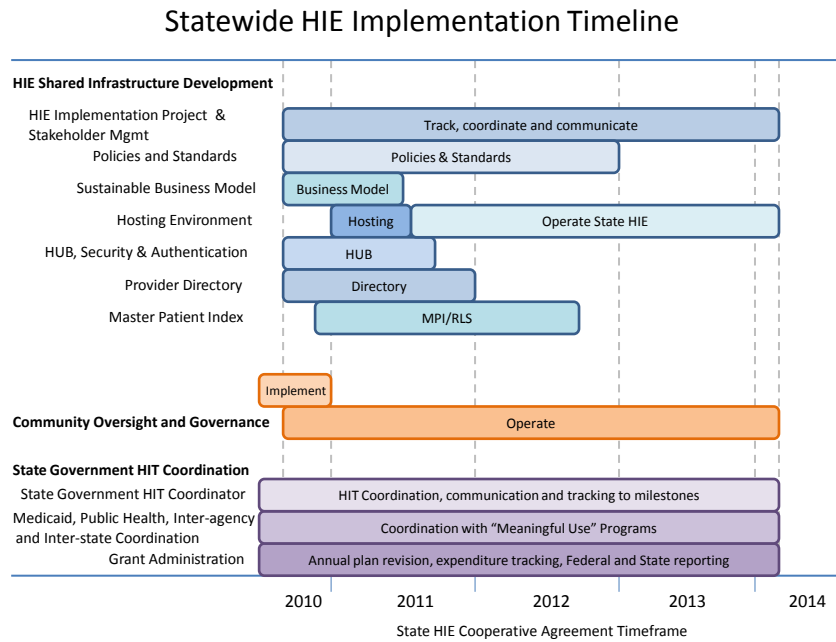 Statewide HIE Implementation Timeline
HIE Shared Infrastructure Development
HIE Implementation Project &
Stakeholder Mgmt
Track, coordinate and communicate
Policies and Standards
Policies & Standards
Sustainable Business Model
Business Model
Hosting Environment
Hosting
Operate State HIE
HUB, Security & Authentication
HUB
Provider Directory
Directory
Master Patient Index
MPI/RLS
Implement
Community Oversight and Governance
Operate
State Government HIT Coordination
State Government HIT Coordinator
HIT Coordination, communication and tracking to milestones
Medicaid, Public Health, Inter-agency
and Inter-state Coordination
Coordination with “Meaningful Use” Programs
Grant Administration
Annual plan revision, expenditure tracking, Federal and State reporting
2010 2011 2012 2013 2014
State HIE Cooperative Agreement Timeframe